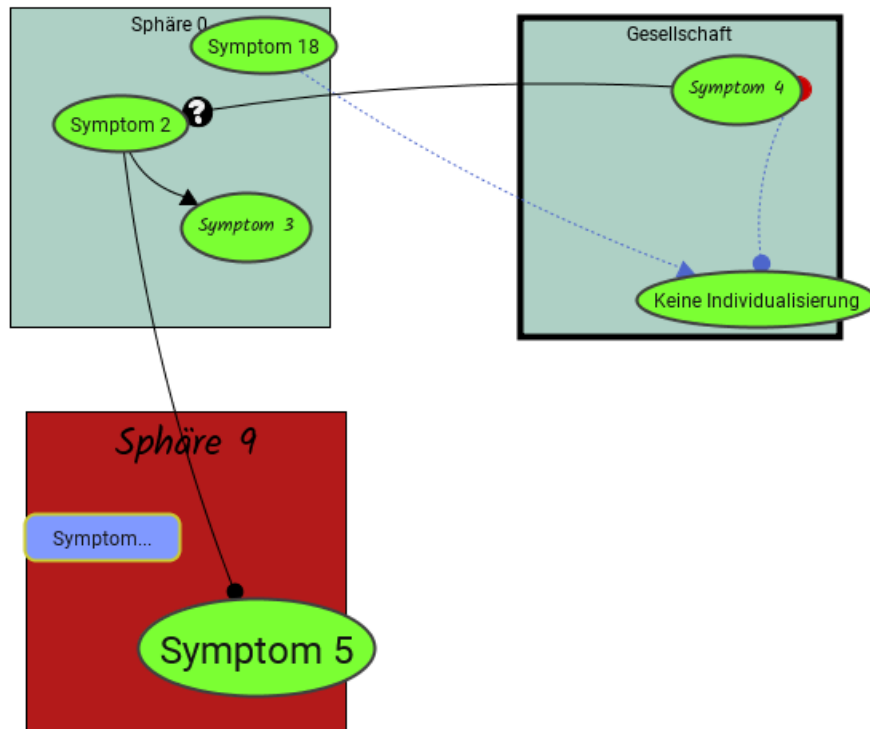 Sphäre 0
Symptom 18
Gesellschaft
Symptom 4
?
Symptom 2
Symptom 3
Keine Individualisierung
Sphäre 9
Symptom...
Symptom 5